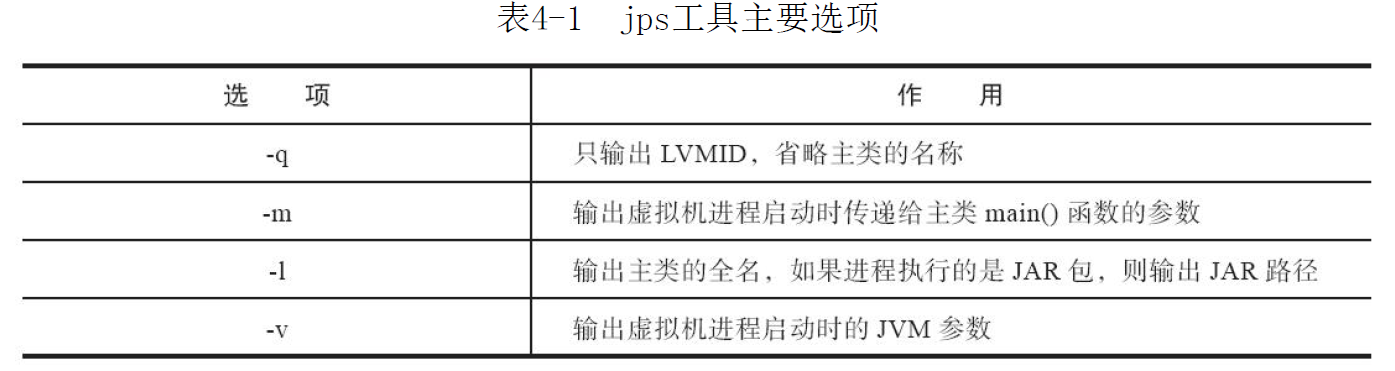 表4-1 jps工具主要选项
选 项 作 用
-q 只输出 LVMID，省略主类的名称
-m 输出虚拟机进程启动时传递给主类 main() 函数的参数
-l 输出主类的全名，如果进程执行的是 JAR 包，则输出 JAR 路径
-v 输出虚拟机进程启动时的 JVM 参数